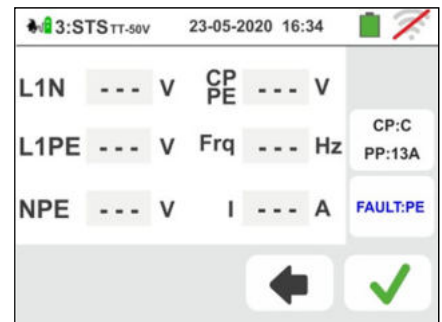 3:STS TT-50V 23-05-2020 16:34
L1N - - - V CP PE - - - V
L1PE - - - V Frq - - - Hz
NPE - - - V I - - - A
CP:C
PP:13A
FAULT:PE